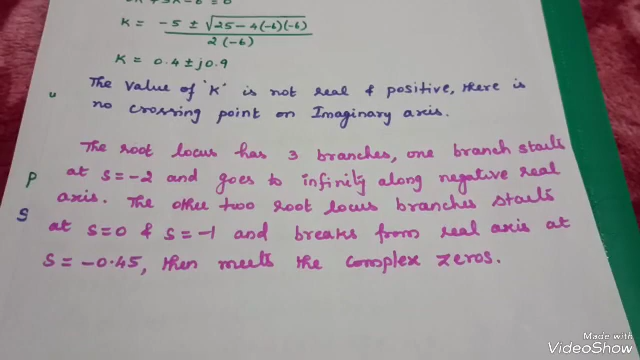 K = -5 ± √25-4(-6)(-6)
2(-6)
K = 0.4 ± j0.9
The value of 'K' is not real & positive, there is
no crossing point on Imaginary axis.
The root locus has 3 branches, one branch starts
at S=-2 and goes to infinity along negative real
axis. The other two root locus branches starts
at S=0 & S=-1 and breaks from real axis at
S = -0.45, then meets the complex zeros.
Made with
VideoShow